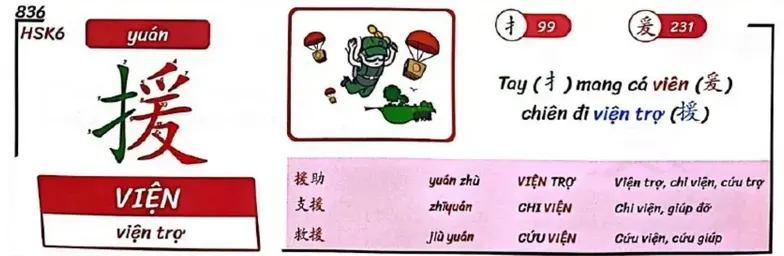 836
HSK6
yuán
援
VIỆN
viện trợ
扌 99
爰 231
Tay (扌) mang cá viên (爰)
chiên đi viện trợ (援)
援助 yuán zhù VIỆN TRỢ Viện trợ, chi viện, cứu trợ
支援 zhīyuán CHI VIỆN Chi viện, giúp đỡ
救援 jiù yuán CỨU VIỆN Cứu viện, cứu giúp